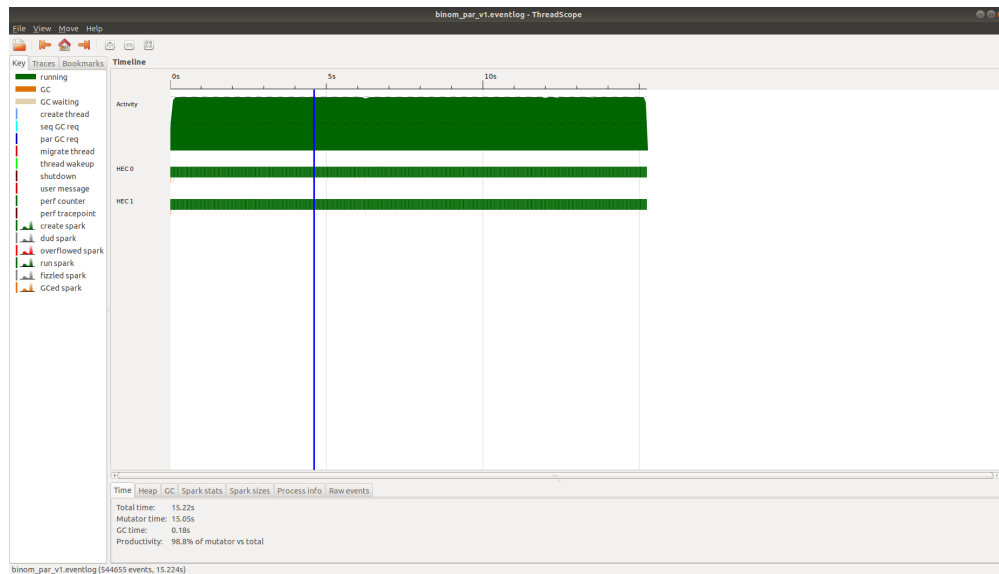 binom_par_v1.eventlog - ThreadScope
File View Move Help
Key Traces Bookmarks Timeline
running
GC
GC waiting
create thread
seq GC req
par GC req
migrate thread
thread wakeup
shutdown
user message
perf counter
perf tracepoint
create spark
dud spark
overflowed spark
run spark
fizzled spark
GCed spark
0s 5s 10s
Activity
HEC 0
HEC 1
Time Heap GC Spark stats Spark sizes Process info Raw events
Total time: 15.22s
Mutator time: 15.05s
GC time: 0.18s
Productivity: 98.8% of mutator vs total
binom_par_v1.eventlog (544655 events, 15.224s)